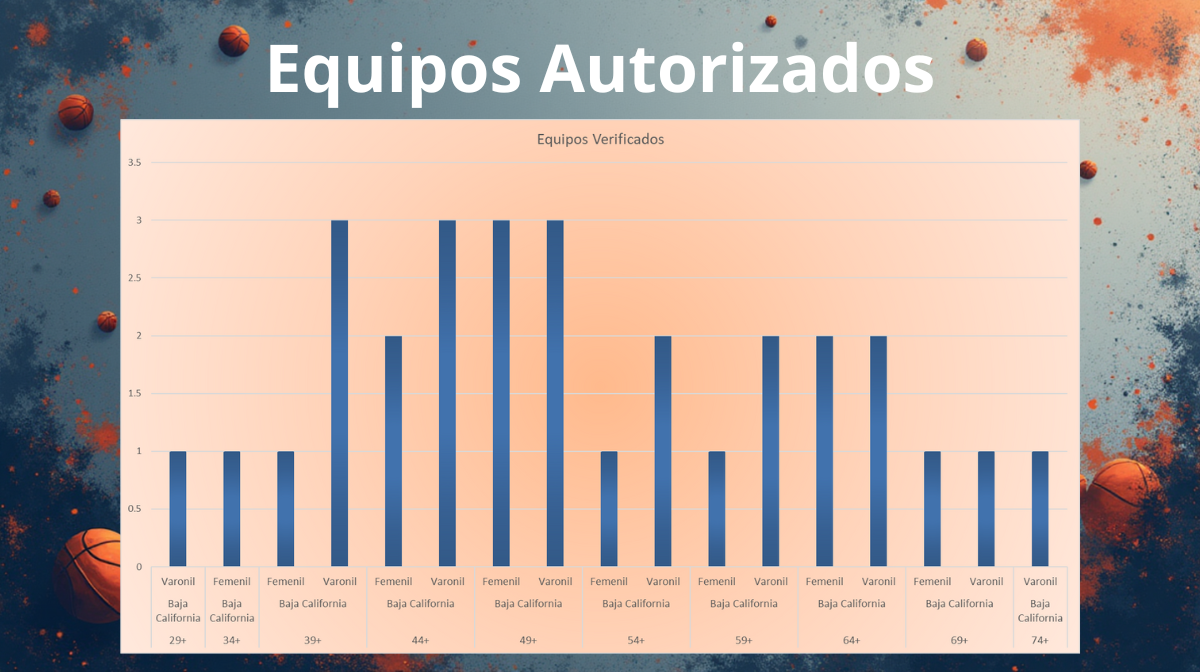 Equipos Autorizados
Equipos Verificados
3.5
3
2.5
2
1.5
1
0.5
0
Varonil Femenil Femenil Varonil Femenil Varonil Femenil Varonil Femenil Varonil Femenil Varonil Femenil Varonil Femenil Varonil Varonil
Baja California Baja California Baja California Baja California Baja California Baja California Baja California Baja California Baja California Baja California
29+ 34+ 39+ 44+ 49+ 54+ 59+ 64+ 69+ 74+